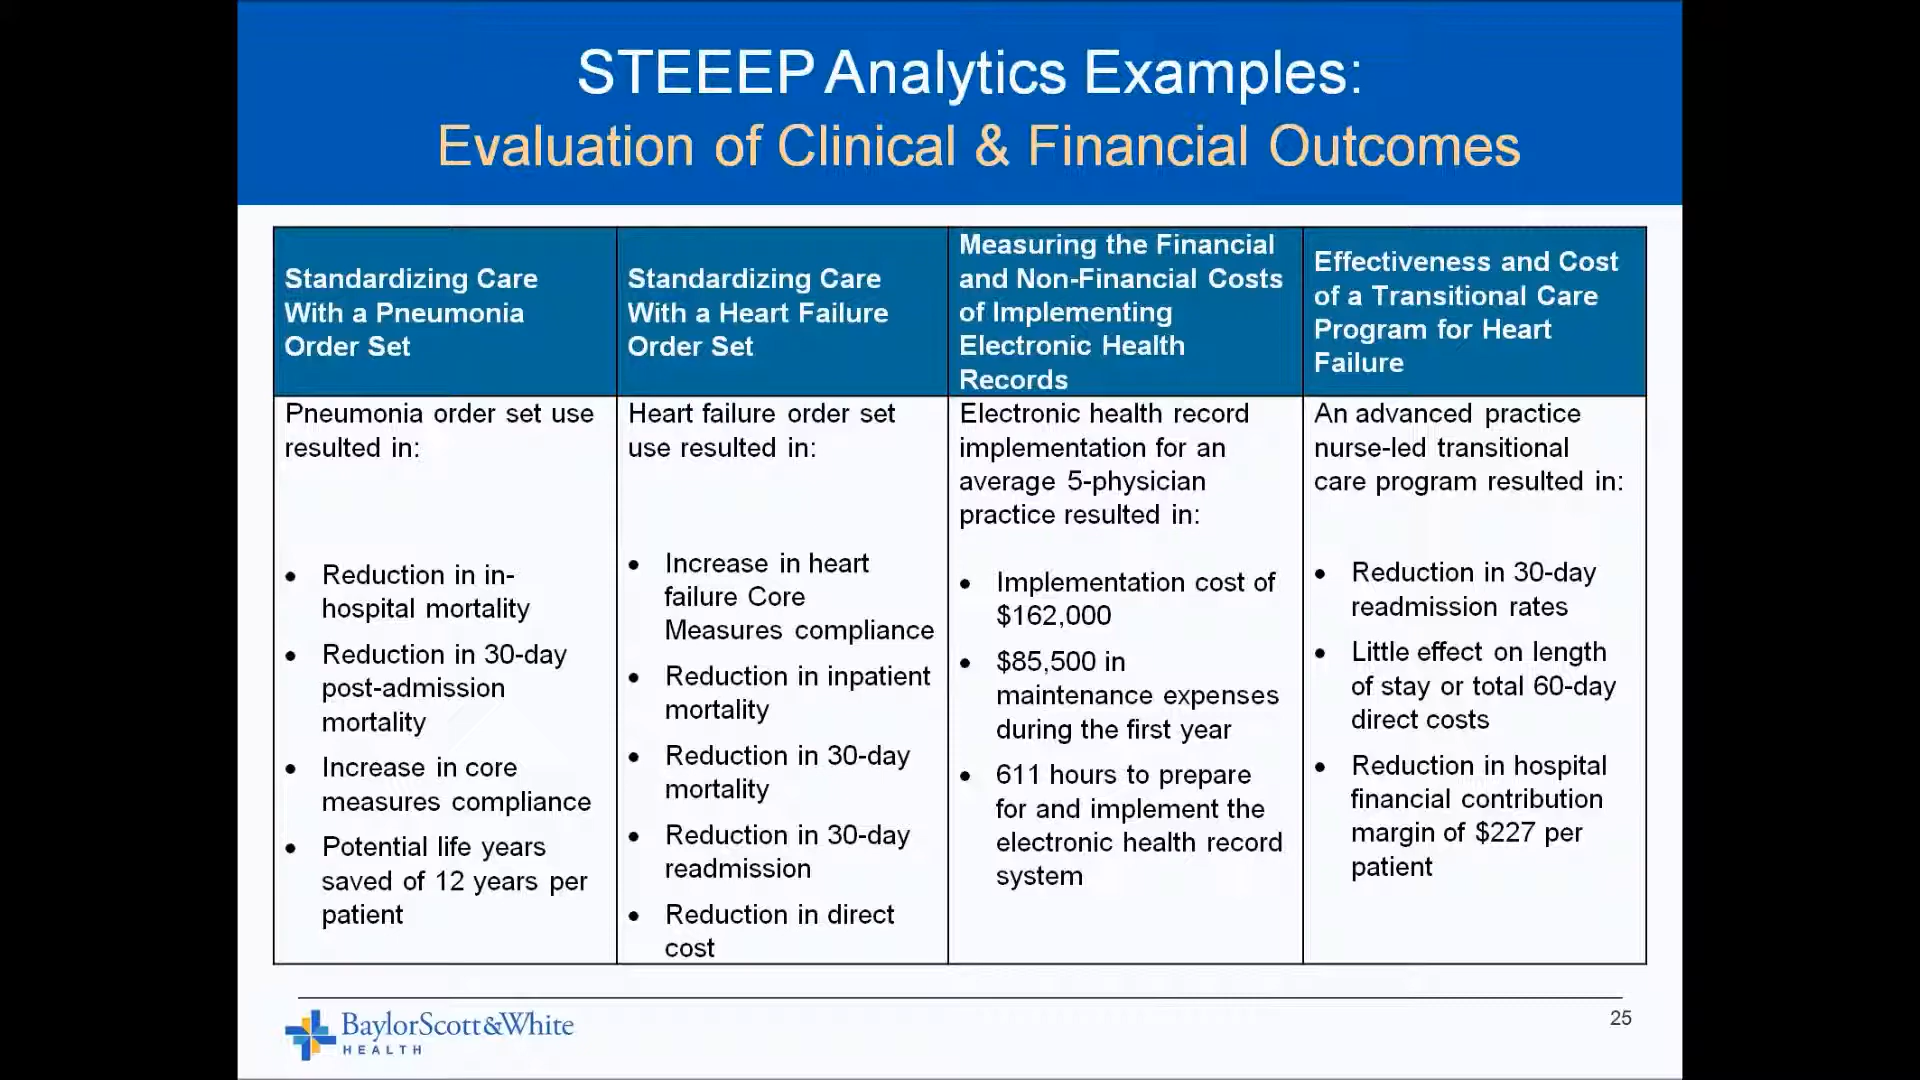 STEEEP Analytics Examples:
Evaluation of Clinical & Financial Outcomes
Standardizing Care
With a Pneumonia
Order Set
Standardizing Care
With a Heart Failure
Order Set
Measuring the Financial
and Non-Financial Costs
of Implementing
Electronic Health
Records
Effectiveness and Cost
of a Transitional Care
Program for Heart
Failure
Pneumonia order set use
resulted in:
• Reduction in in-
hospital mortality
• Reduction in 30-day
post-admission
mortality
• Increase in core
measures compliance
• Potential life years
saved of 12 years per
patient
Heart failure order set
use resulted in:
• Increase in heart
failure Core
Measures compliance
• Reduction in inpatient
mortality
• Reduction in 30-day
mortality
• Reduction in 30-day
readmission
• Reduction in direct
cost
Electronic health record
implementation for an
average 5-physician
practice resulted in:
• Implementation cost of
$162,000
• $85,500 in
maintenance expenses
during the first year
• 611 hours to prepare
for and implement the
electronic health record
system
An advanced practice
nurse-led transitional
care program resulted in:
• Reduction in 30-day
readmission rates
• Little effect on length
of stay or total 60-day
direct costs
• Reduction in hospital
financial contribution
margin of $227 per
patient
BaylorScott&White
HEALTH
25